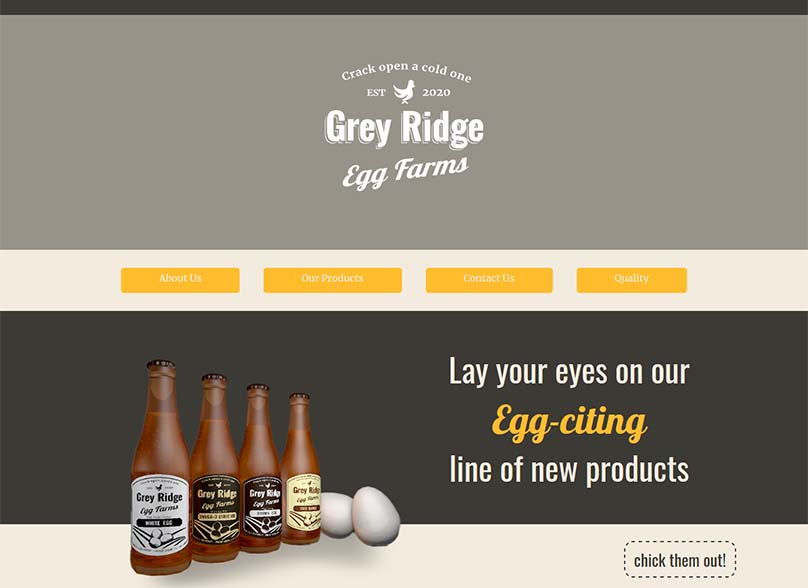 Crack open a cold one
EST 2020
Grey Ridge
Egg Farms
About Us
Our Products
Contact Us
Quality
Lay your eyes on our
Egg-citing
line of new products
Grey Ridge
Egg Farms
WHITE EGG
Grey Ridge
Egg Farms
Grey Ridge
Egg Farms
Grey Ridge
Egg Farms
chick them out!